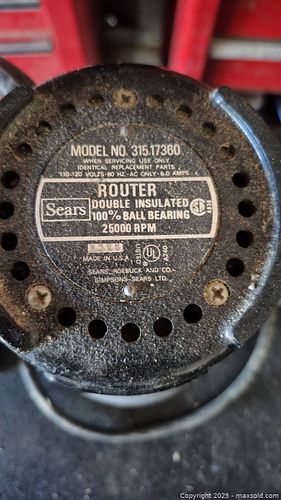 MODEL NO. 315.17360
WHEN SERVICING USE ONLY
IDENTICAL REPLACEMENT PARTS
110-120 VOLTS-60 HZ-AC ONLY-6.0 AMPS
ROUTER
Sears
DOUBLE INSULATED
100% BALL BEARING
25000 RPM
MADE IN U.S.A.
LISTED
UL
SEARS, ROEBUCK AND CO.
SIMPSONS-SEARS LTD.
Copyright 2025 - maxsold.com